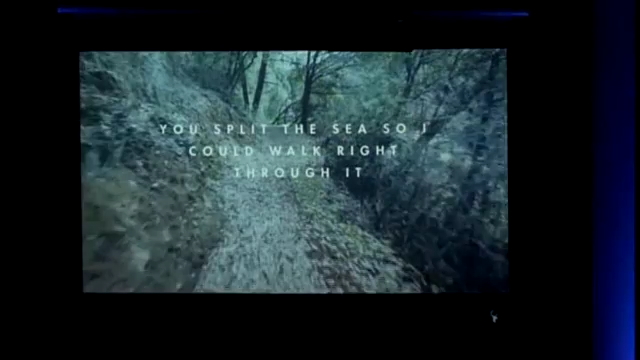 YOU SPLIT THE SEA SO I
COULD WALK RIGHT
THROUGH IT